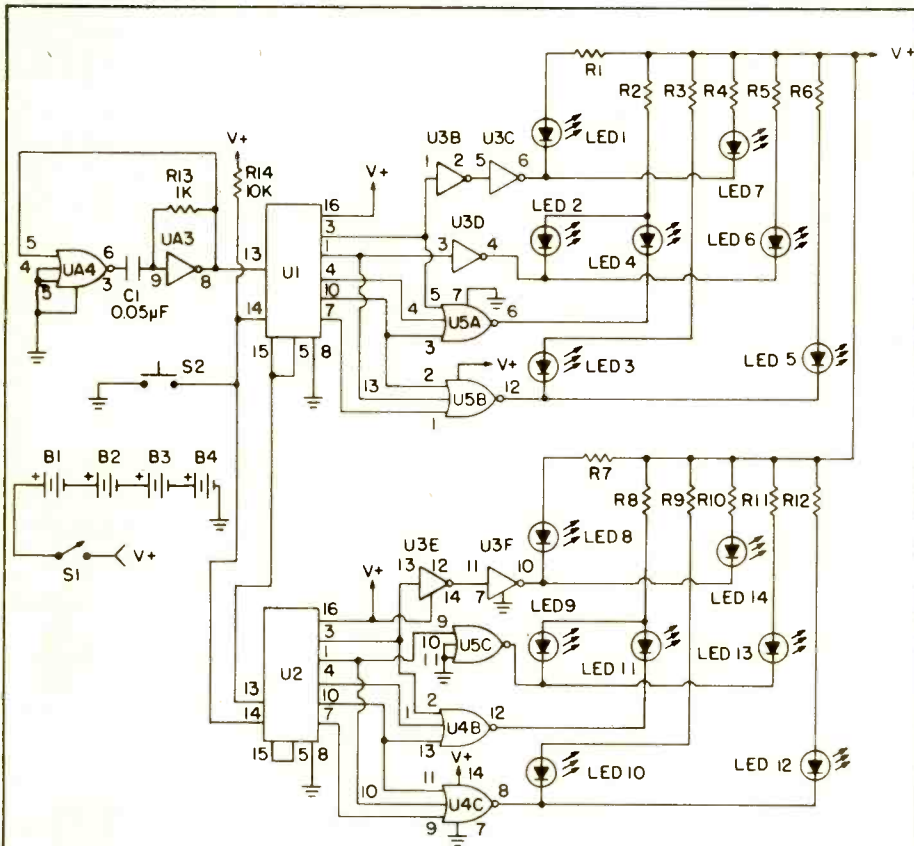 V+
R1
R2 R3 R4 R5 R6
U3B U3C
LED1
1 2 5 6
LED 7
V+
R14
10K
V+
R13
1K
16
3
1
4
10
7
U3D
3 4
LED 2
LED 4
LED 6
5
4
5
UA4
6
3
C1
0.05µF
9
UA3
8
13
14
U1
15 5 8
5 7
4
3
U5A
6
2
13
1
U5B
V+
12
LED 3
LED 5
S2
B1 B2 B3 B4
+ + + +
S1
V+
R7
R8 R9 R10 R11 R12
LED 8
V+
U3E U3F
13 12
14
11
7
10
LED 14
16
3
1
4
10
7
U2
13
14
15 5 8
9
10
11
U5C
LED9
LED 11
LED 13
2
1
13
U4B
12
V+
11 14
10
9
U4C
8
7
LED 10
LED 12